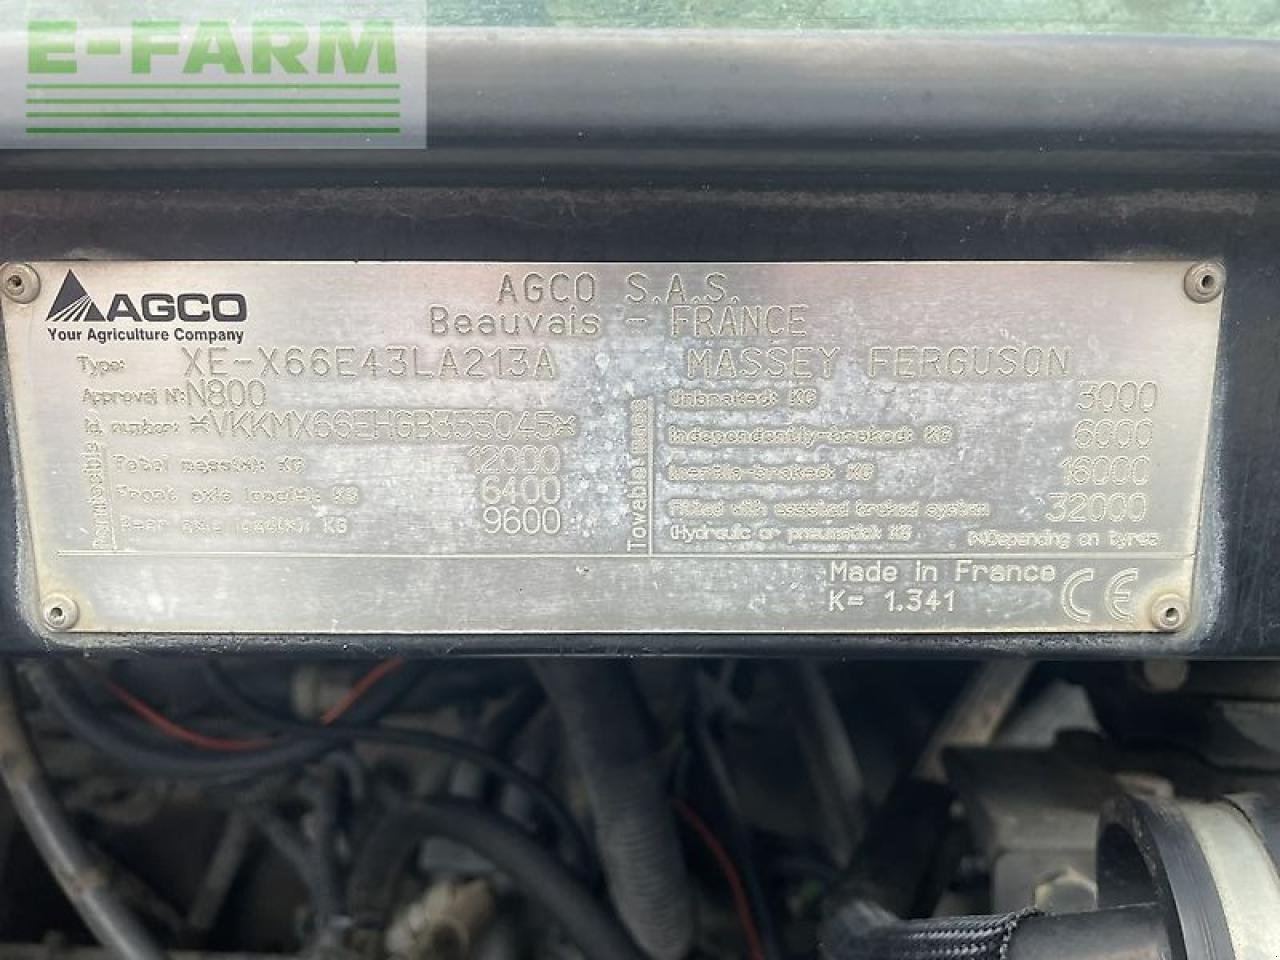 E-FARM
AGCO
Your Agriculture Company
AGCO S.A.S.
Beauvais - FRANCE
Type: XE-X66E43LA213A MASSEY FERGUSON
Approval N°: N800
Id. number: *VKKMX66EHGB355045*
Permissible
Total mass(*): KG 12000
Front axle load(*): KG 6400
Rear axle load(*): KG 9600
Towable mass
Unbraked: KG 3000
Independently-braked: KG 6000
Inertia-braked: KG 16000
Fitted with assisted braked system 32000
(Hydraulic or pneumatic): KG (*)Depending on tyres
Made in France
K= 1.341
CE